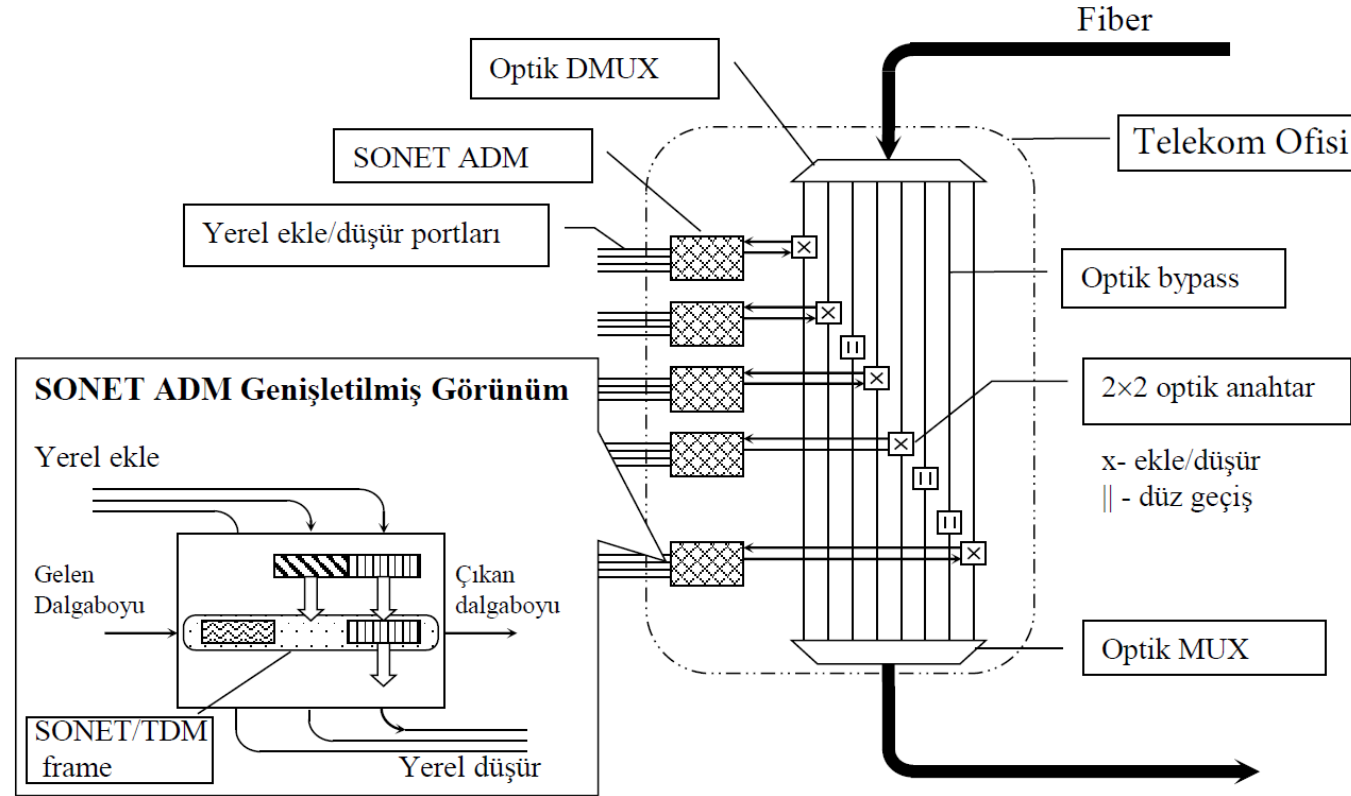 Fiber
Optik DMUX
Telekom Ofisi
SONET ADM
Yerel ekle/düşür portları
Optik bypass
2×2 optik anahtar
x- ekle/düşür
|| - düz geçiş
Optik MUX
SONET ADM Genişletilmiş Görünüm
Yerel ekle
Gelen
Dalgaboyu
Çıkan
dalgaboyu
SONET/TDM
frame
Yerel düşür